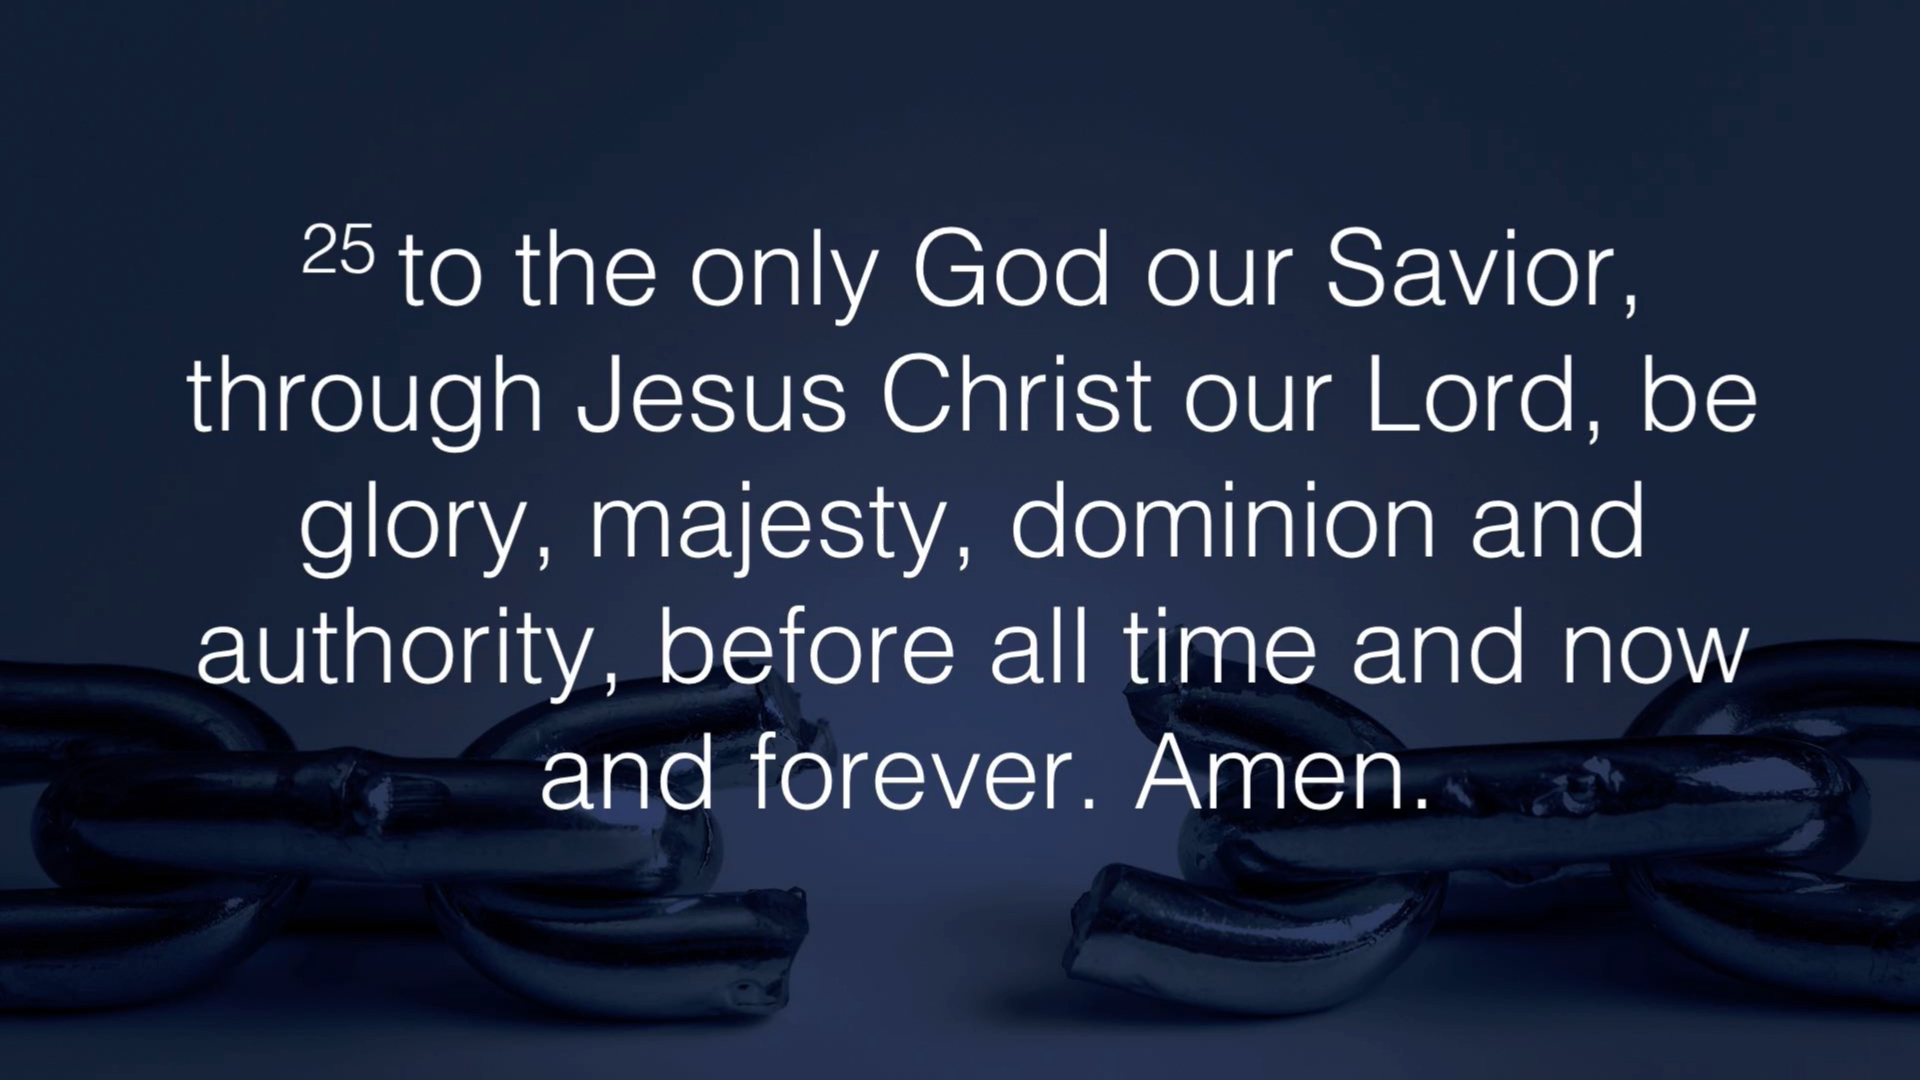 25 to the only God our Savior,
through Jesus Christ our Lord, be
glory, majesty, dominion and
authority, before all time and now
and forever. Amen.